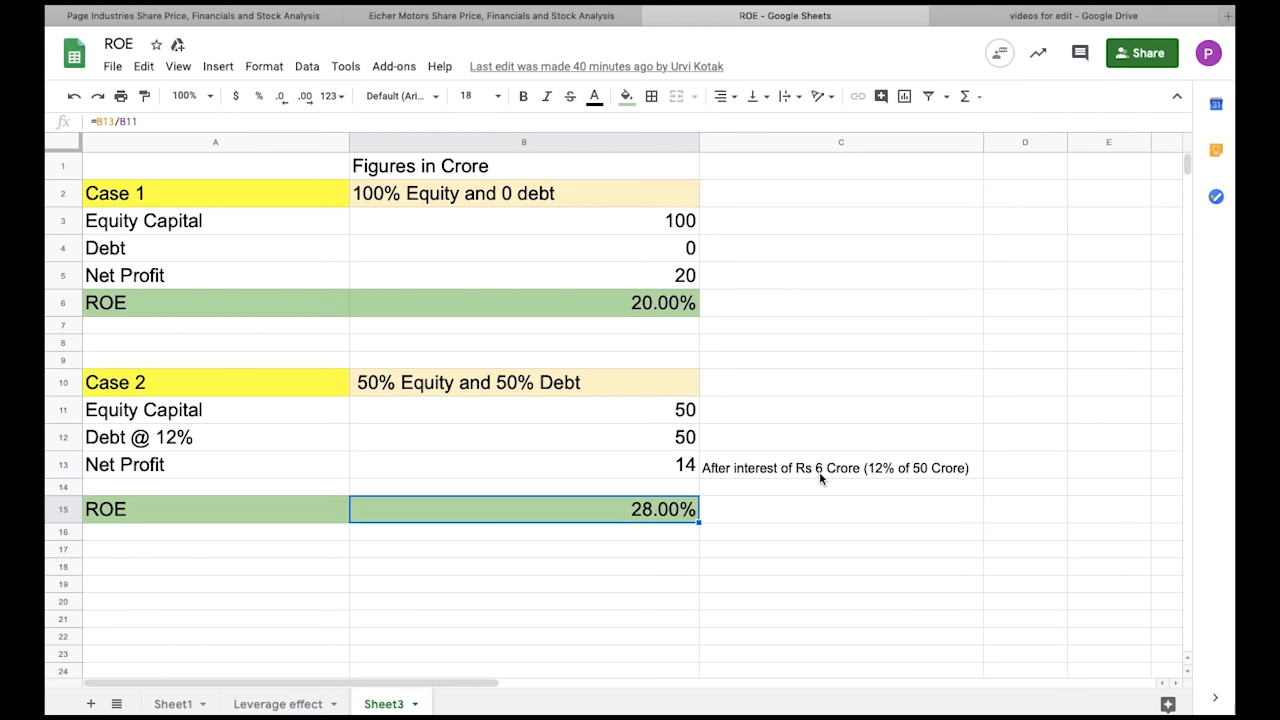 Page Industries Share Price, Financials and Stock Analysis
Eicher Motors Share Price, Financials and Stock Analysis
ROE - Google Sheets
videos for edit - Google Drive
ROE
File Edit View Insert Format Data Tools Add-ons Help Last edit was made 40 minutes ago by Urvi Kotak
Share
P
100% $ % .0 .00 123 Default (Ari... 18 B I S A
fx =B13/B11
A B C D E
1 Figures in Crore
2 Case 1 100% Equity and 0 debt
3 Equity Capital 100
4 Debt 0
5 Net Profit 20
6 ROE 20.00%
7
8
9
10 Case 2 50% Equity and 50% Debt
11 Equity Capital 50
12 Debt @ 12% 50
13 Net Profit 14 After interest of Rs 6 Crore (12% of 50 Crore)
14
15 ROE 28.00%
16
17
18
19
20
21
22
23
24
Sheet1 Leverage effect Sheet3